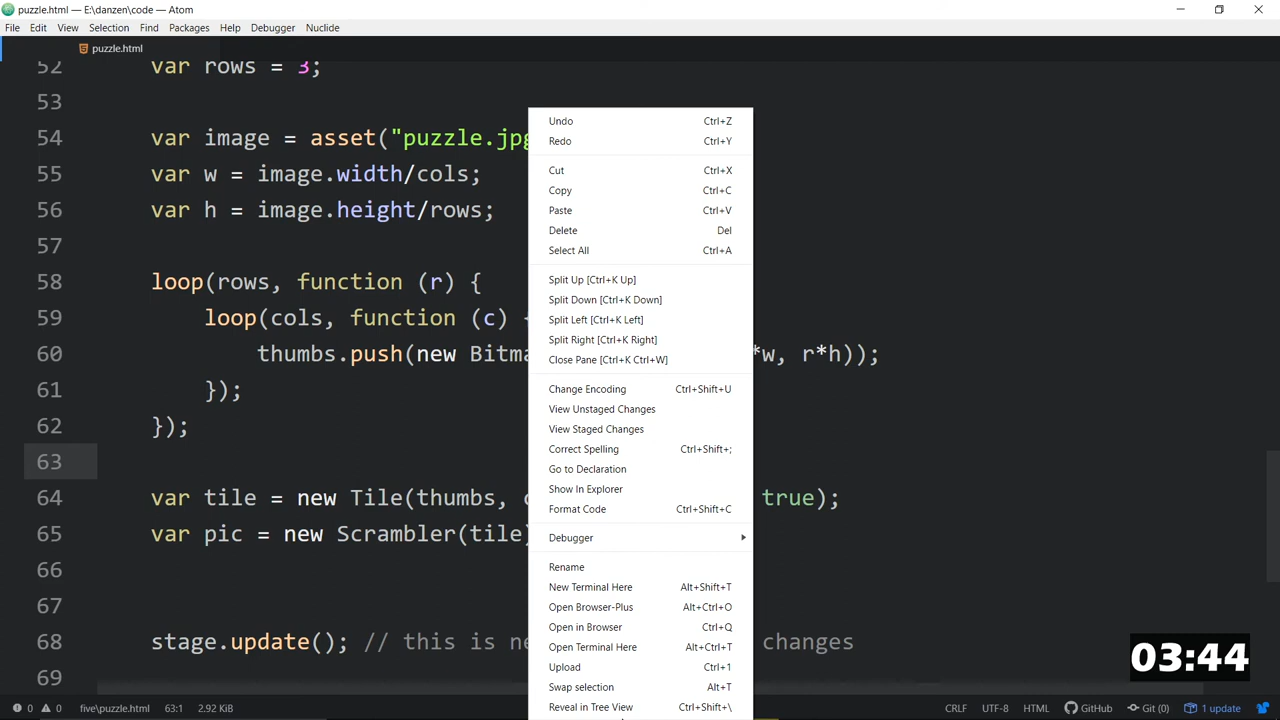 puzzle.html — E:\danzen\code — Atom
File Edit View Selection Find Packages Help Debugger Nuclide
puzzle.html
52 var rows = 3;
53
54 var image = asset("puzzle.jpg
55 var w = image.width/cols;
56 var h = image.height/rows;
57
58 loop(rows, function (r) {
59 loop(cols, function (c)
60 thumbs.push(new *w, r*h));
61 });
62 });
63
64 var tile = new Tile(thumbs, true);
65 var pic = new Scrambler(tile)
66
67
68 stage.update(); // this is changes
69
Undo Ctrl+Z
Redo Ctrl+Y
Cut Ctrl+X
Copy Ctrl+C
Paste Ctrl+V
Delete Del
Select All Ctrl+A
Split Up [Ctrl+K Up]
Split Down [Ctrl+K Down]
Split Left [Ctrl+K Left]
Split Right [Ctrl+K Right]
Close Pane [Ctrl+K Ctrl+W]
Change Encoding Ctrl+Shift+U
View Unstaged Changes
View Staged Changes
Correct Spelling Ctrl+Shift+;
Go to Declaration
Show In Explorer
Format Code Ctrl+Shift+C
Debugger
Rename
New Terminal Here Alt+Shift+T
Open Browser-Plus Alt+Ctrl+O
Open in Browser Ctrl+Q
Open Terminal Here Alt+Ctrl+T
Upload Ctrl+1
Swap selection Alt+T
Reveal in Tree View Ctrl+Shift+\
03:44
0 0 five\puzzle.html 63:1 2.92 KiB CRLF UTF-8 HTML GitHub Git (0) 1 update